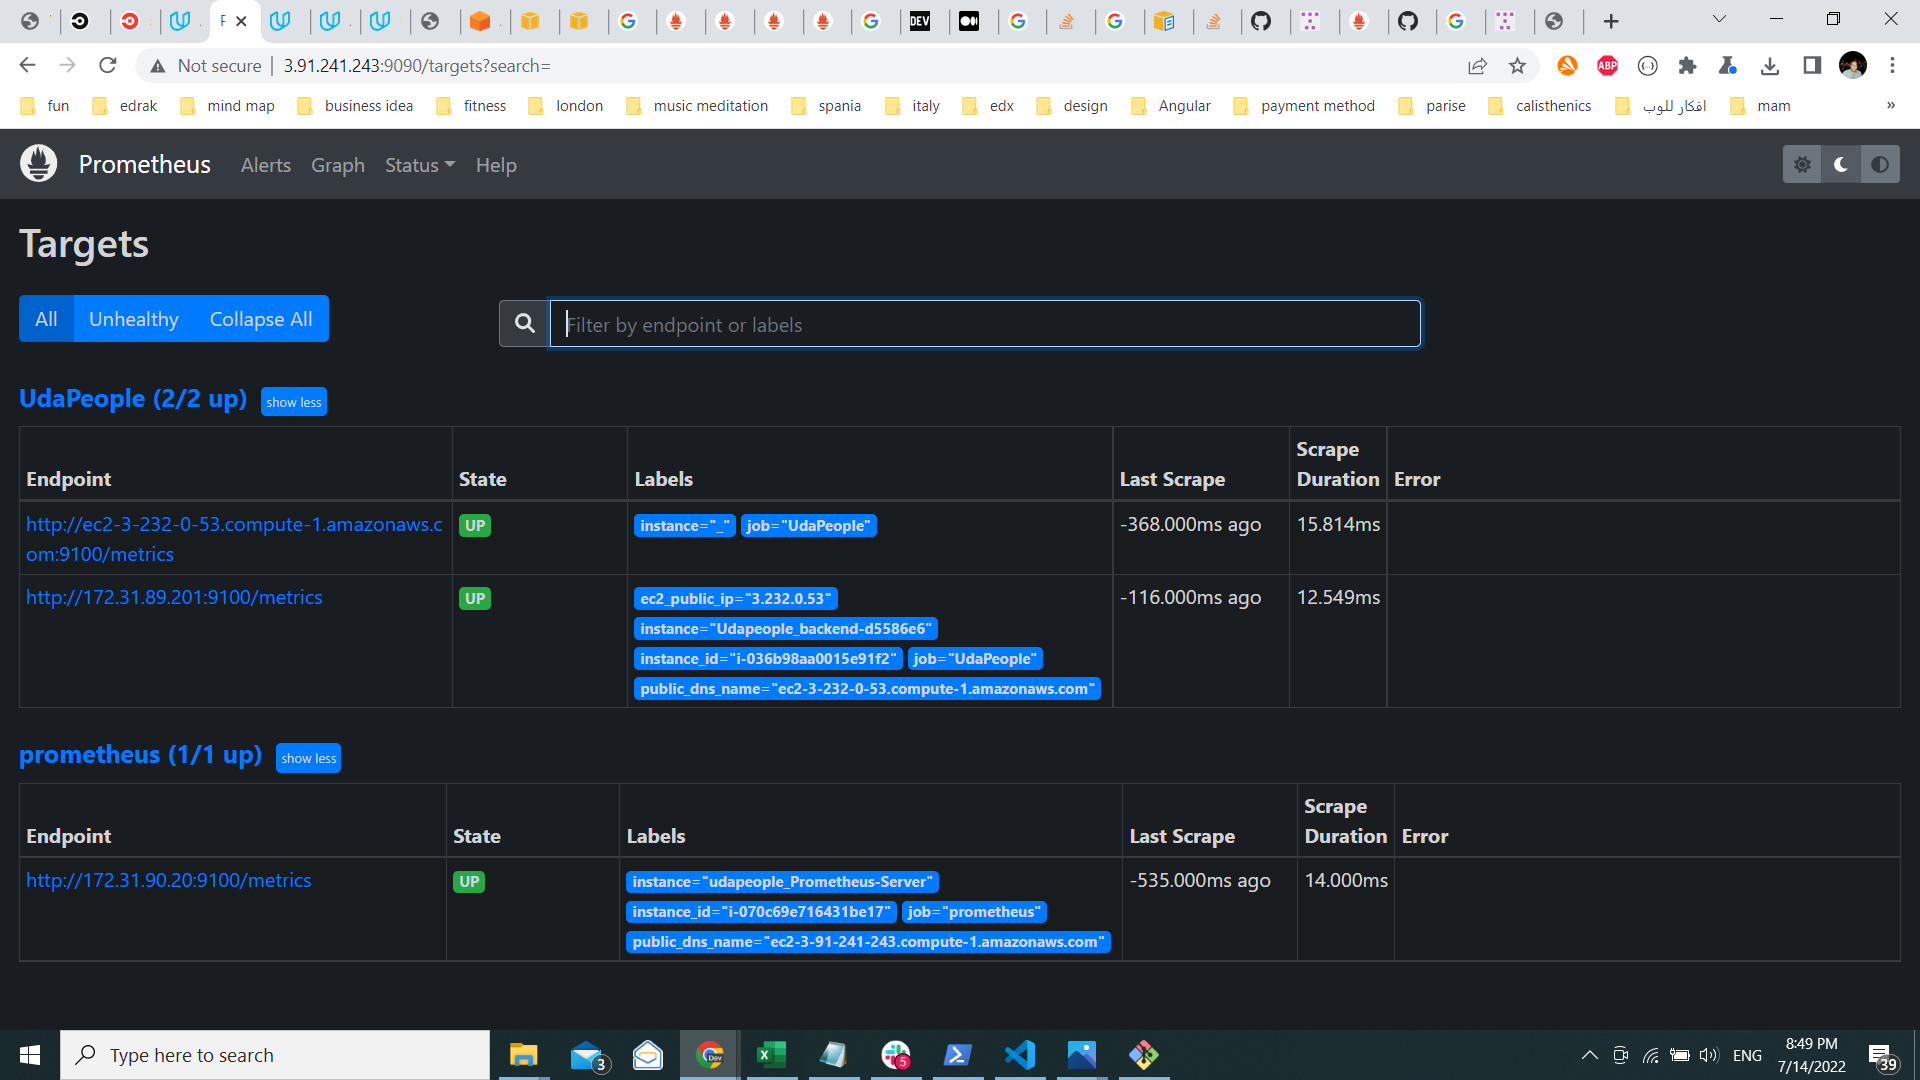 Not secure | 3.91.241.243:9090/targets?search=
fun edrak mind map business idea fitness london music meditation spania italy edx design Angular payment method parise calisthenics افكار للوب mam »
Prometheus Alerts Graph Status Help
Targets
All Unhealthy Collapse All
Filter by endpoint or labels
UdaPeople (2/2 up) show less
Endpoint State Labels Last Scrape Scrape Duration Error
http://ec2-3-232-0-53.compute-1.amazonaws.c
om:9100/metrics
UP instance="_" job="UdaPeople" -368.000ms ago 15.814ms
http://172.31.89.201:9100/metrics UP ec2_public_ip="3.232.0.53" -116.000ms ago 12.549ms
instance="Udapeople_backend-d5586e6"
instance_id="i-036b98aa0015e91f2" job="UdaPeople"
public_dns_name="ec2-3-232-0-53.compute-1.amazonaws.com"
prometheus (1/1 up) show less
Endpoint State Labels Last Scrape Scrape Duration Error
http://172.31.90.20:9100/metrics UP instance="udapeople_Prometheus-Server" -535.000ms ago 14.000ms
instance_id="i-070c69e716431be17" job="prometheus"
public_dns_name="ec2-3-91-241-243.compute-1.amazonaws.com"
Type here to search
3
5
ENG
8:49 PM
7/14/2022
39